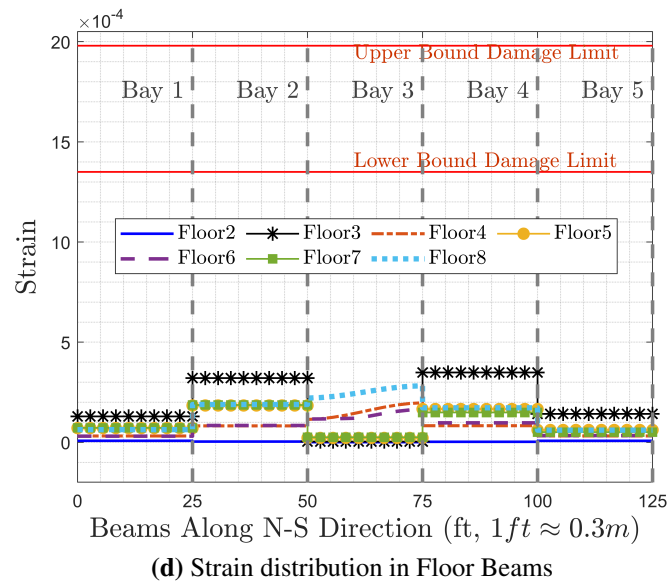 ×10⁻⁴
20
Upper Bound Damage Limit
Bay 1 Bay 2 Bay 3 Bay 4 Bay 5
15
Lower Bound Damage Limit
Floor2 Floor3 Floor4 Floor5
Floor6 Floor7 Floor8
10
Strain
5
0
0 25 50 75 100 125
Beams Along N-S Direction (ft, 1ft ≈ 0.3m)
(d) Strain distribution in Floor Beams